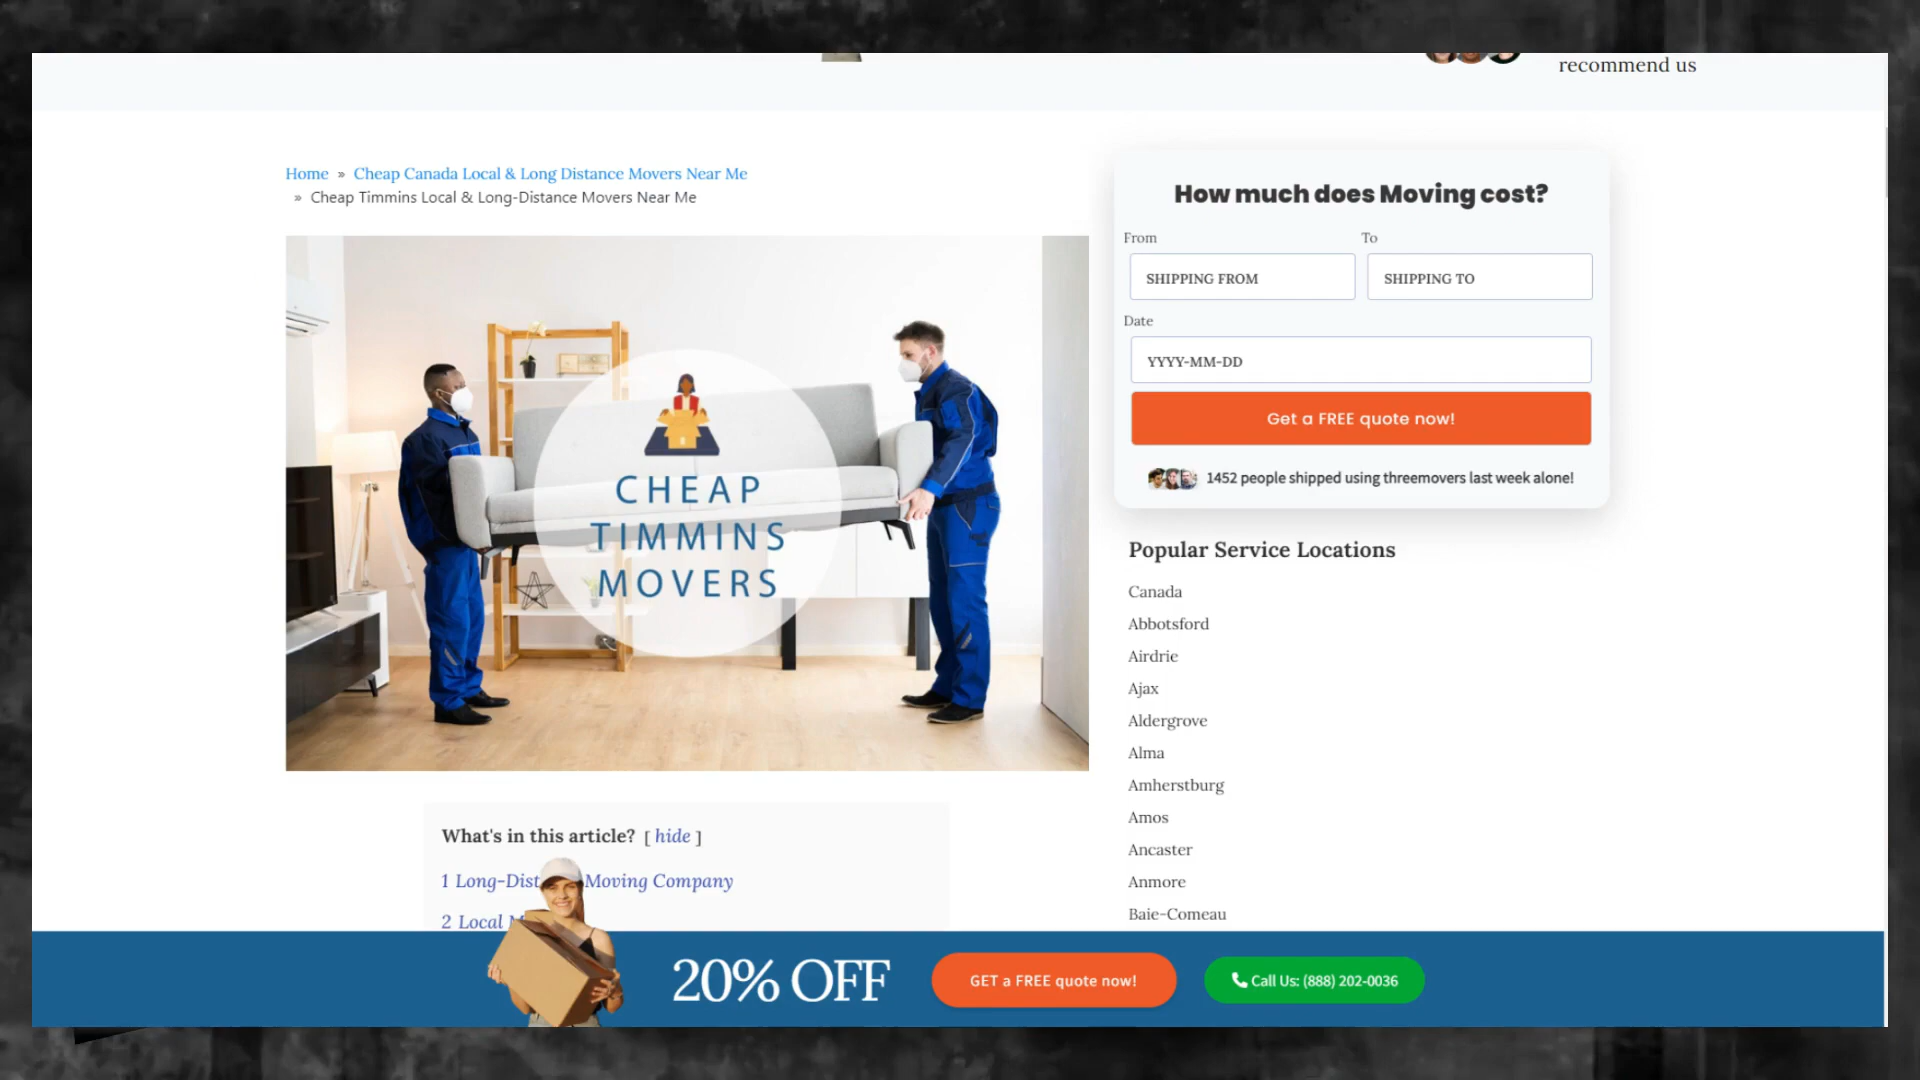 recommend us
Home » Cheap Canada Local & Long Distance Movers Near Me
» Cheap Timmins Local & Long-Distance Movers Near Me
CHEAP
TIMMINS
MOVERS
What's in this article? [ hide ]
1 Long-Dist Moving Company
2 Local M
How much does Moving cost?
From To
SHIPPING FROM SHIPPING TO
Date
YYYY-MM-DD
Get a FREE quote now!
1452 people shipped using threemovers last week alone!
Popular Service Locations
Canada
Abbotsford
Airdrie
Ajax
Aldergrove
Alma
Amherstburg
Amos
Ancaster
Anmore
Baie-Comeau
20% OFF GET a FREE quote now! Call Us: (888) 202-0036